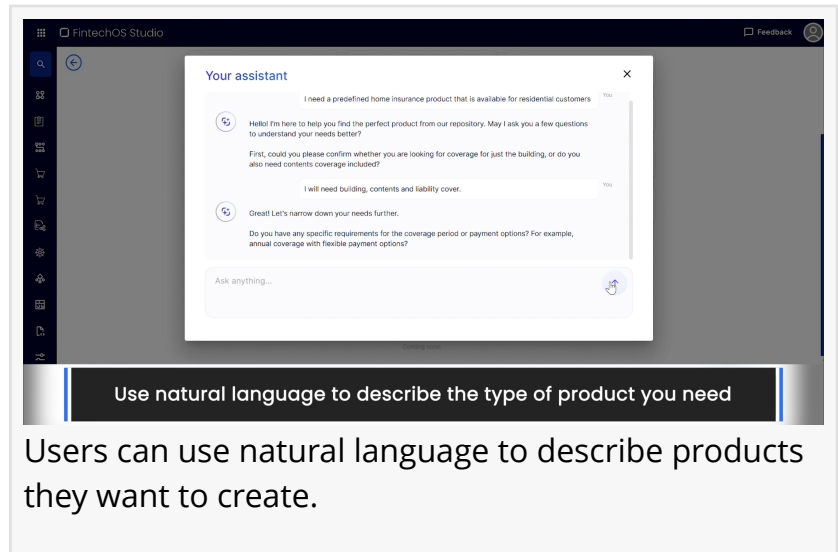 FintechOS Studio
Feedback
Your assistant
I need a predefined home insurance product that is available for residential customers
You
Hello! I'm here to help you find the perfect product from our repository. May I ask you a few questions
to understand your needs better?
First, could you please confirm whether you are looking for coverage for just the building, or do you
also need contents coverage included?
I will need building, contents and liability cover.
You
Great! Let's narrow down your needs further.
Do you have any specific requirements for the coverage period or payment options? For example,
annual coverage with flexible payment options?
Ask anything...
Coming soon
Use natural language to describe the type of product you need
Users can use natural language to describe products
they want to create.